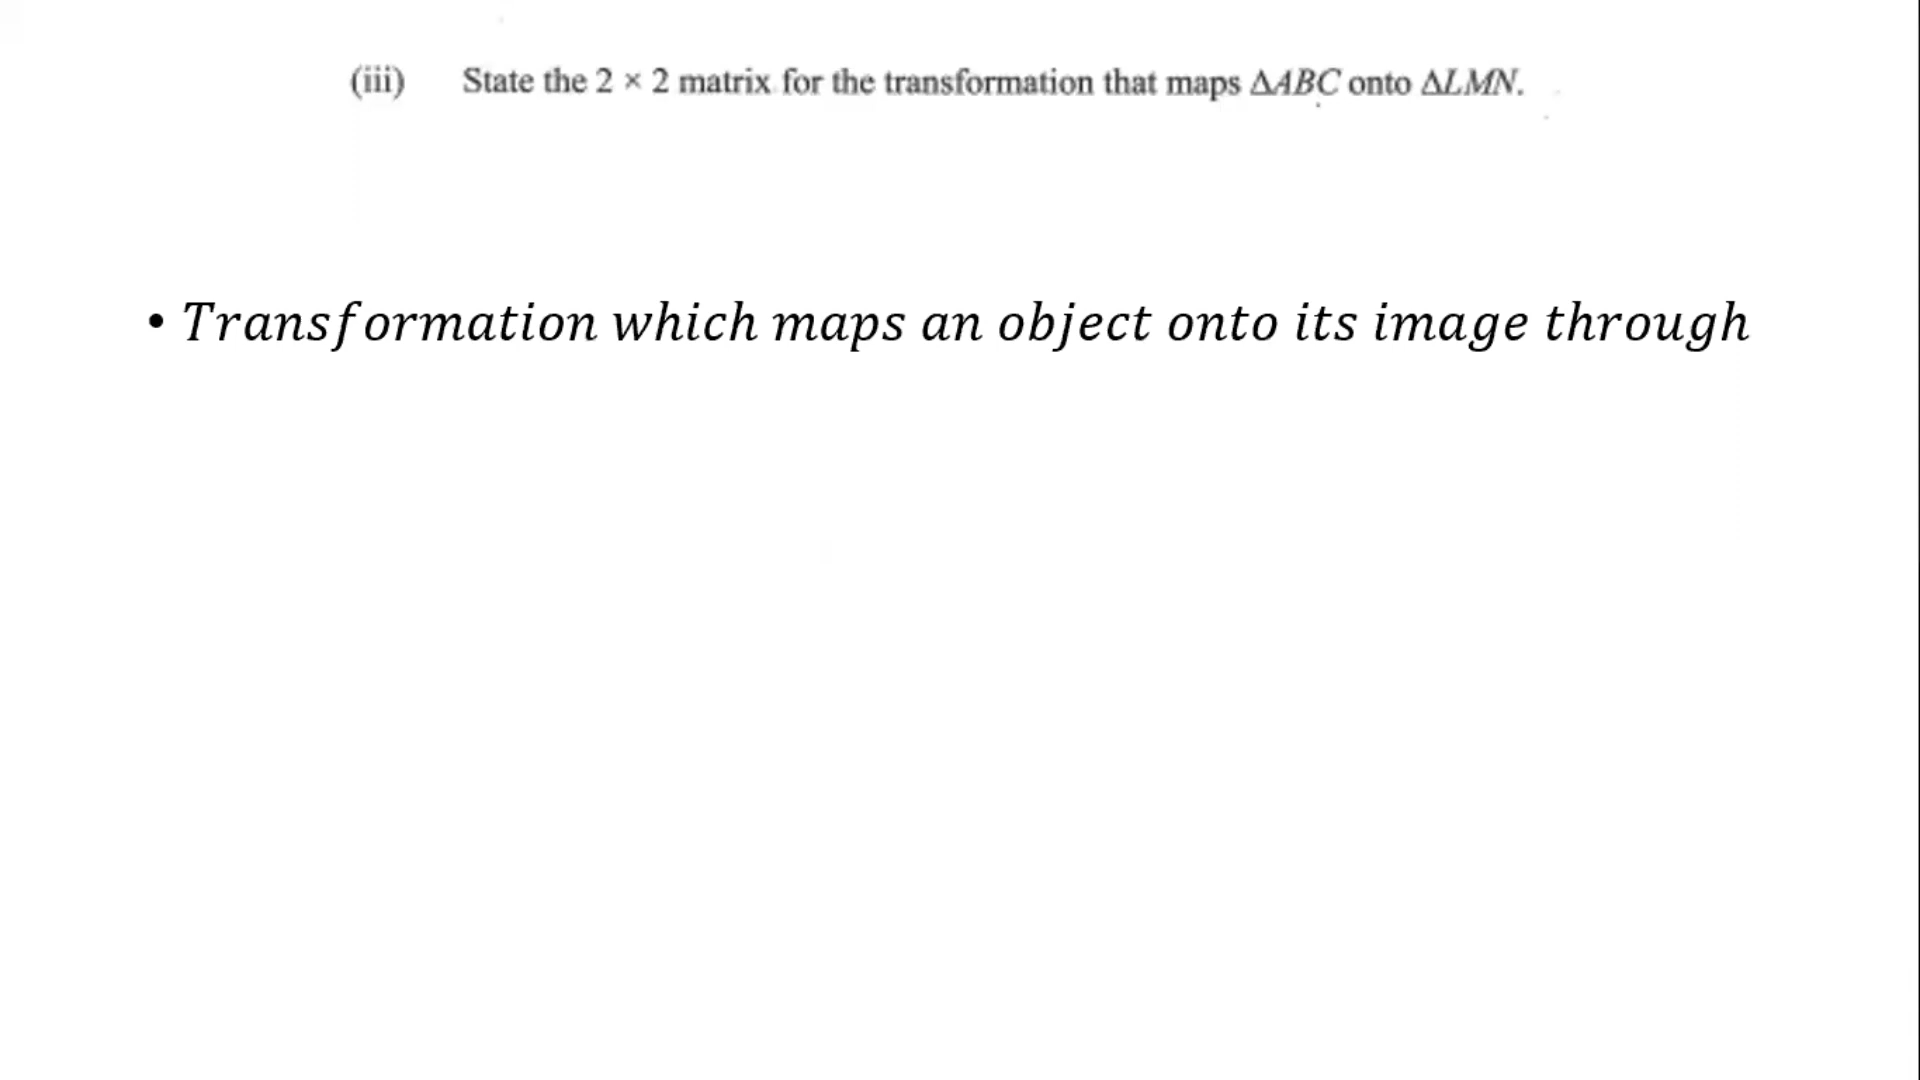 (iii) State the 2 × 2 matrix for the transformation that maps ΔABC onto ΔLMN.
• Transformation which maps an object onto its image through